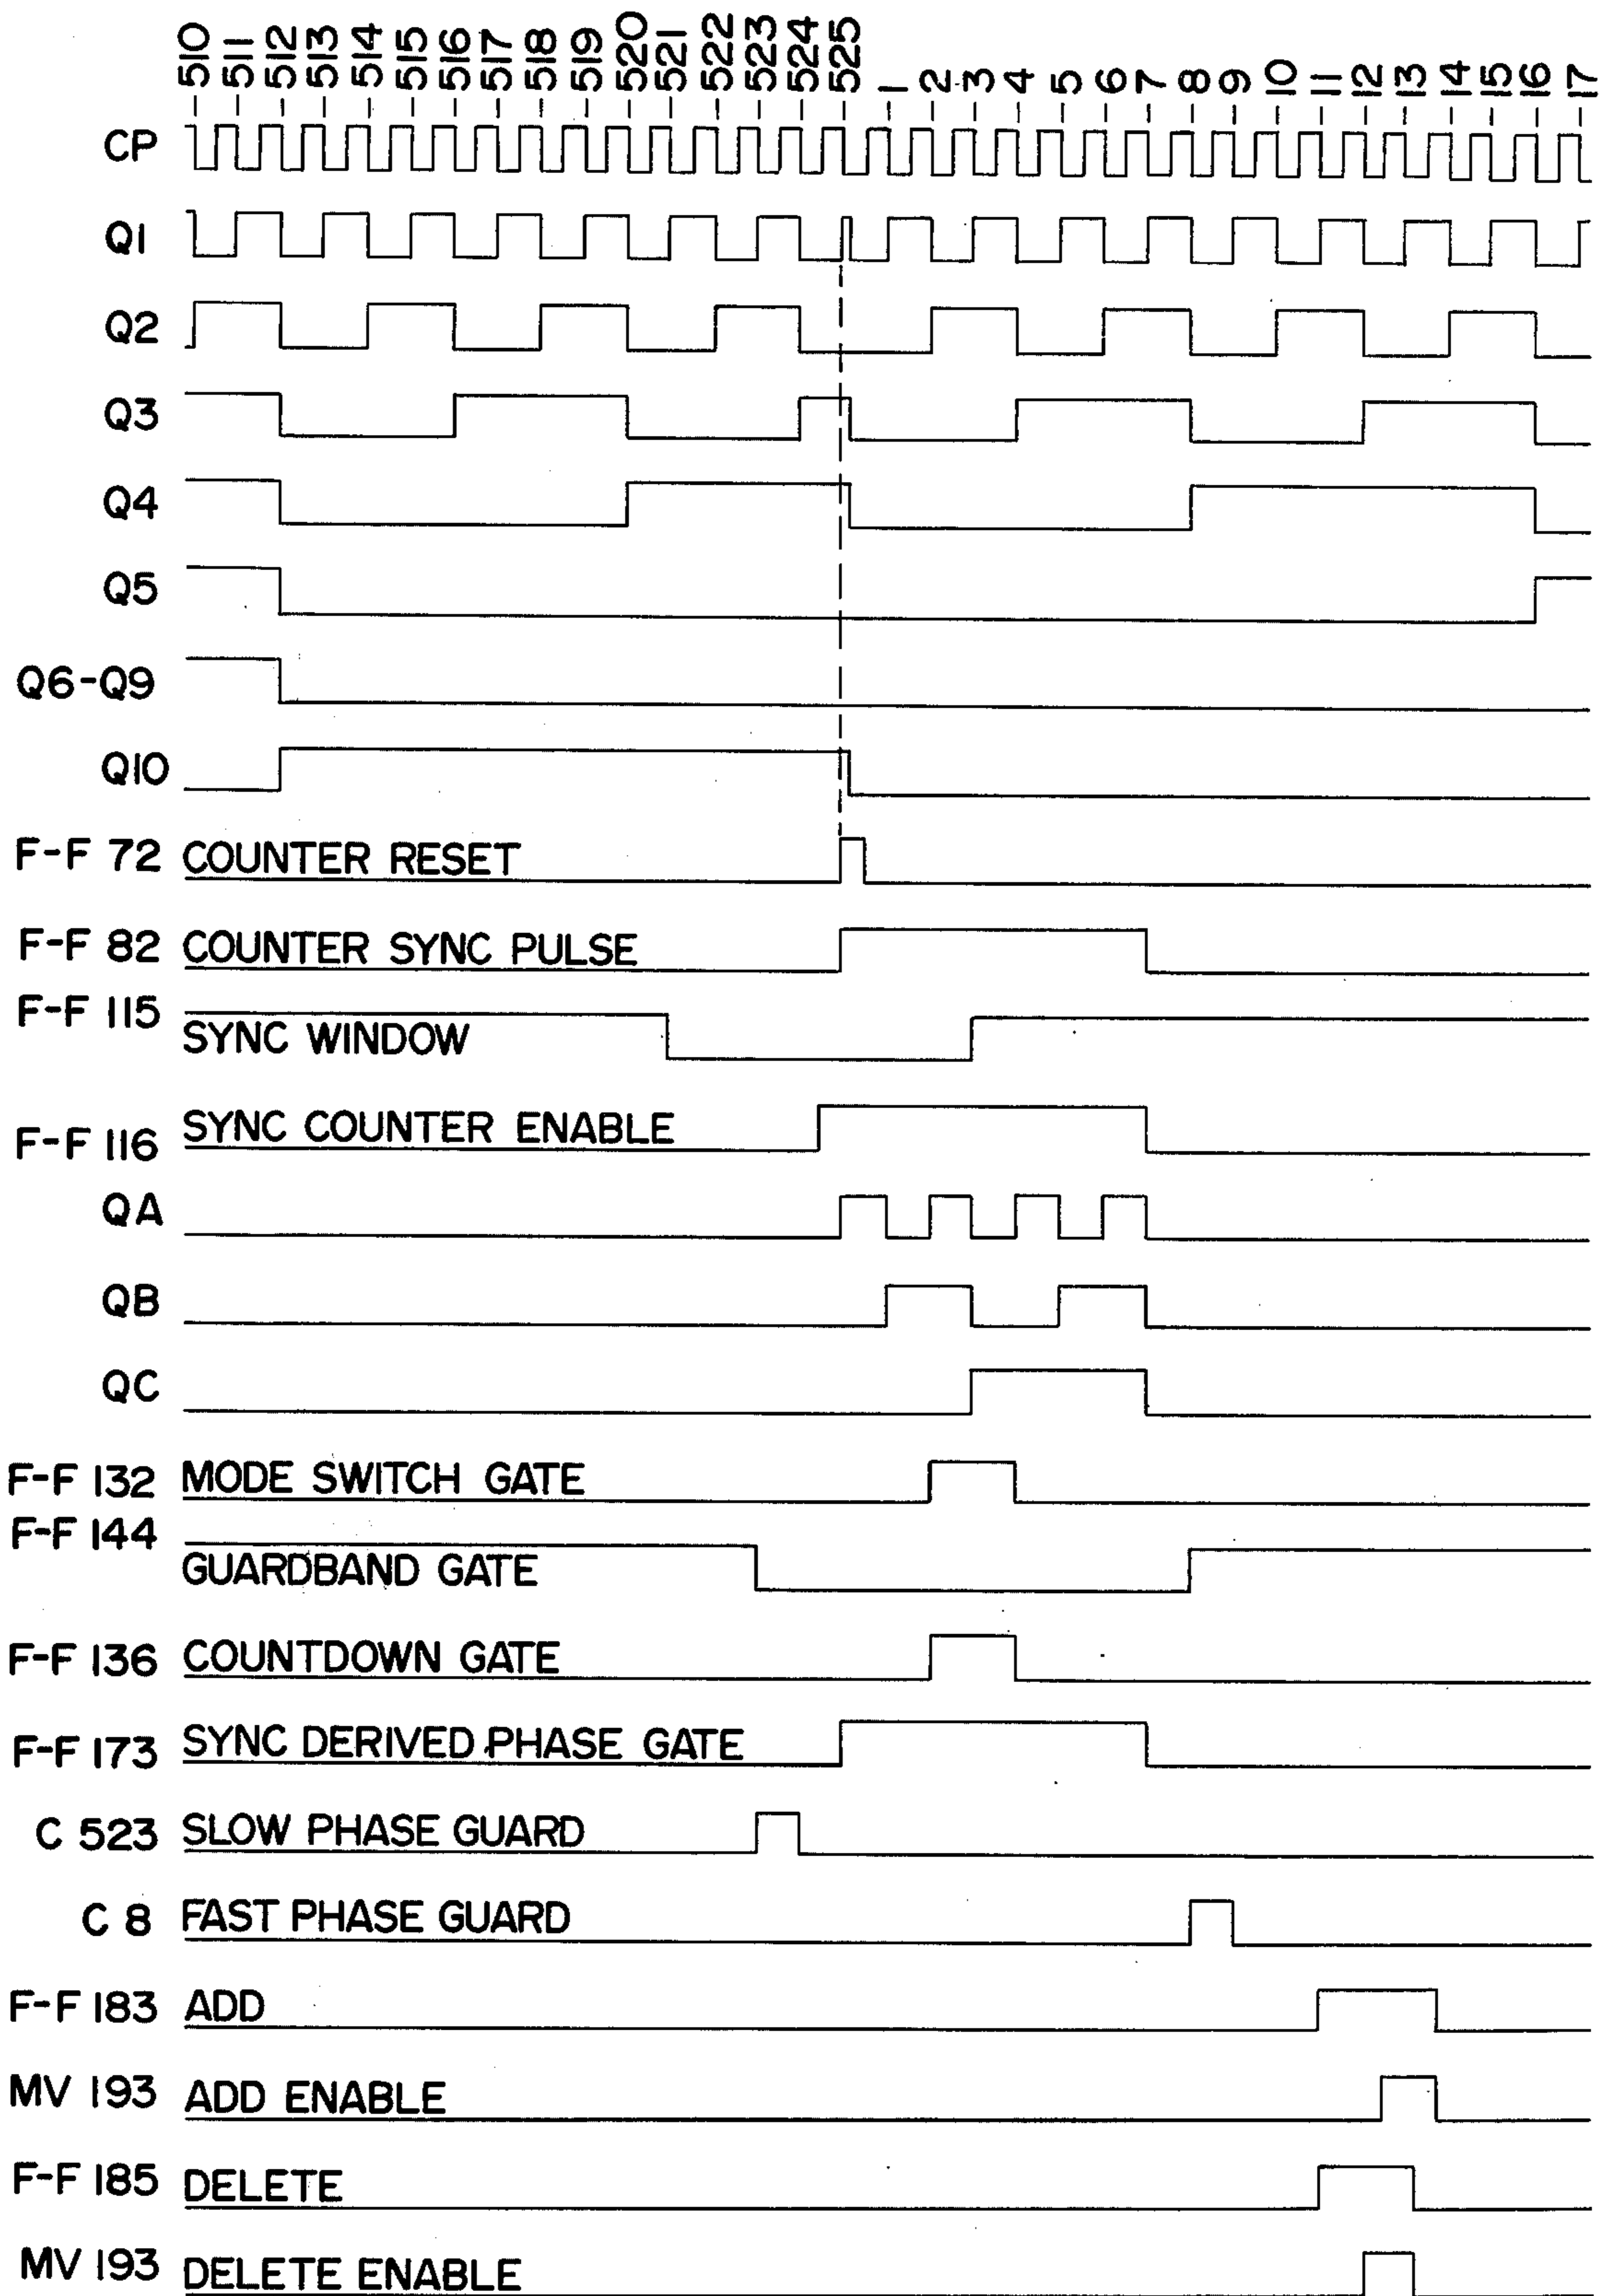 510 511 512 513 514 515 516 517 518 519 520 521 522 523 524 525 1 2 3 4 5 6 7 8 9 10 11 12 13 14 15 16 17
CP
Q1
Q2
Q3
Q4
Q5
Q6-Q9
Q10
F-F 72 COUNTER RESET
F-F 82 COUNTER SYNC PULSE
F-F 115 SYNC WINDOW
F-F 116 SYNC COUNTER ENABLE
QA
QB
QC
F-F 132 MODE SWITCH GATE
F-F 144 GUARDBAND GATE
F-F 136 COUNTDOWN GATE
F-F 173 SYNC DERIVED PHASE GATE
C 523 SLOW PHASE GUARD
C 8 FAST PHASE GUARD
F-F 183 ADD
MV 193 ADD ENABLE
F-F 185 DELETE
MV 193 DELETE ENABLE